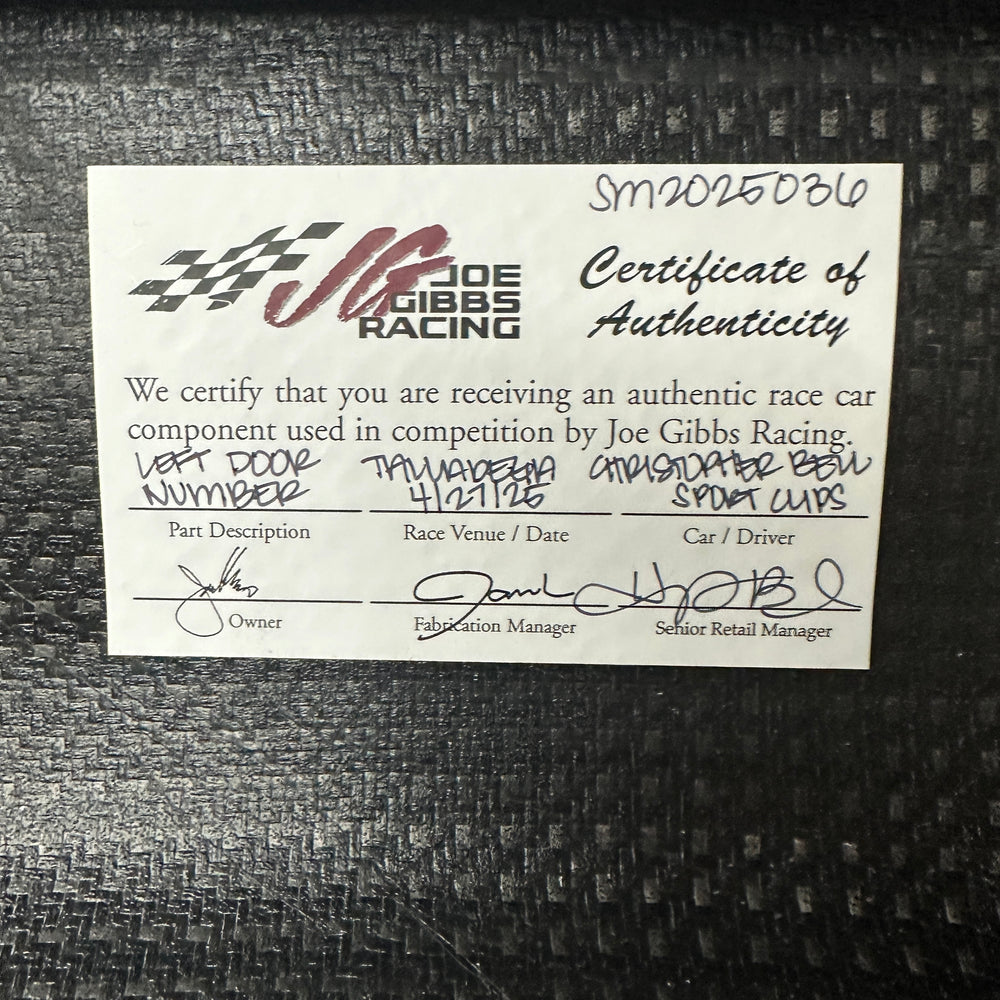 SM2025036
JG JOE
GIBBS
RACING
Certificate of
Authenticity
We certify that you are receiving an authentic race car
component used in competition by Joe Gibbs Racing.
LEFT DOOR
NUMBER
Part Description
TALLADEGA
4/27/25
Race Venue / Date
CHRISTOPHER BELL
SPORT CLIPS
Car / Driver
Owner
Fabrication Manager
Senior Retail Manager